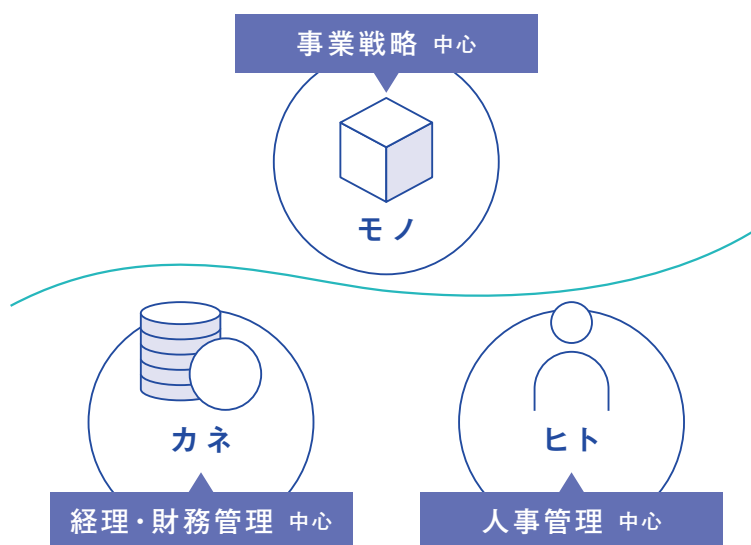 事業戦略 中心
モノ
カネ
ヒト
経理・財務管理 中心
人事管理 中心